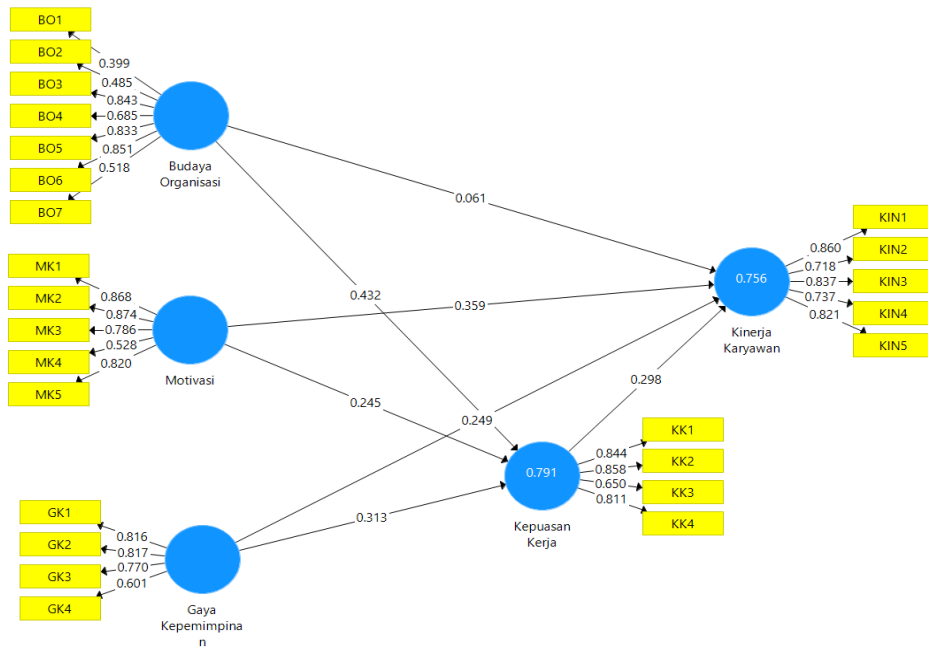 BO1
BO2
BO3
BO4
BO5
BO6
BO7
0.399
0.485
0.843
0.685
0.833
0.851
0.518
Budaya
Organisasi
MK1
MK2
MK3
MK4
MK5
0.868
0.874
0.786
0.528
0.820
Motivasi
GK1
GK2
GK3
GK4
0.816
0.817
0.770
0.601
Gaya
Kepemimpina
n
0.061
0.432
0.359
0.245
0.249
0.313
0.298
0.791
Kepuasan
Kerja
0.844
0.858
0.650
0.811
KK1
KK2
KK3
KK4
0.756
Kinerja
Karyawan
0.860
0.718
0.837
0.737
0.821
KIN1
KIN2
KIN3
KIN4
KIN5